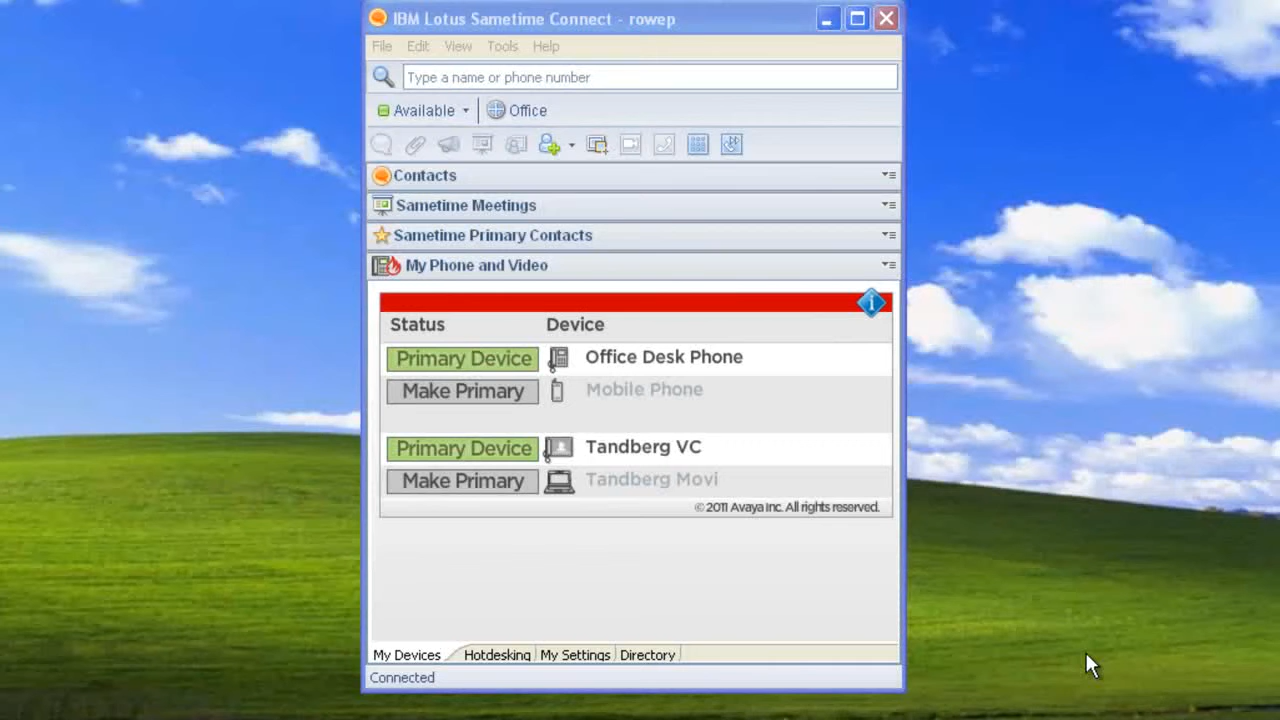 IBM Lotus Sametime Connect - rowep
File Edit View Tools Help
Type a name or phone number
Available Office
Contacts
Sametime Meetings
Sametime Primary Contacts
My Phone and Video
i
Status Device
Primary Device Office Desk Phone
Make Primary Mobile Phone
Primary Device Tandberg VC
Make Primary Tandberg Movi
© 2011 Avaya Inc. All rights reserved.
My Devices Hotdesking My Settings Directory
Connected